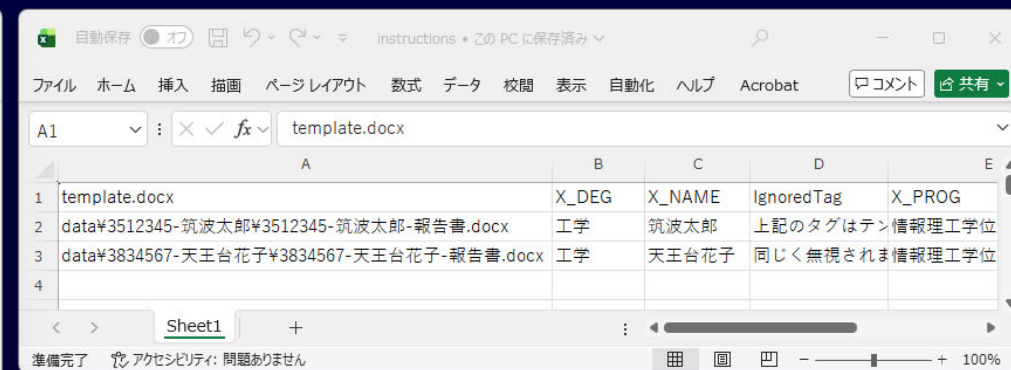 自動保存 オフ instructions • この PC に保存済み
ファイル ホーム 挿入 描画 ページ レイアウト 数式 データ 校閲 表示 自動化 ヘルプ Acrobat コメント 共有
A1 fx template.docx
A B C D E
1 template.docx X_DEG X_NAME IgnoredTag X_PROG
2 data¥3512345-筑波太郎¥3512345-筑波太郎-報告書.docx 工学 筑波太郎 上記のタグはテン 情報理工学位
3 data¥3834567-天王台花子¥3834567-天王台花子-報告書.docx 工学 天王台花子 同じく無視されま 情報理工学位
4
Sheet1
準備完了 アクセシビリティ: 問題ありません 100%